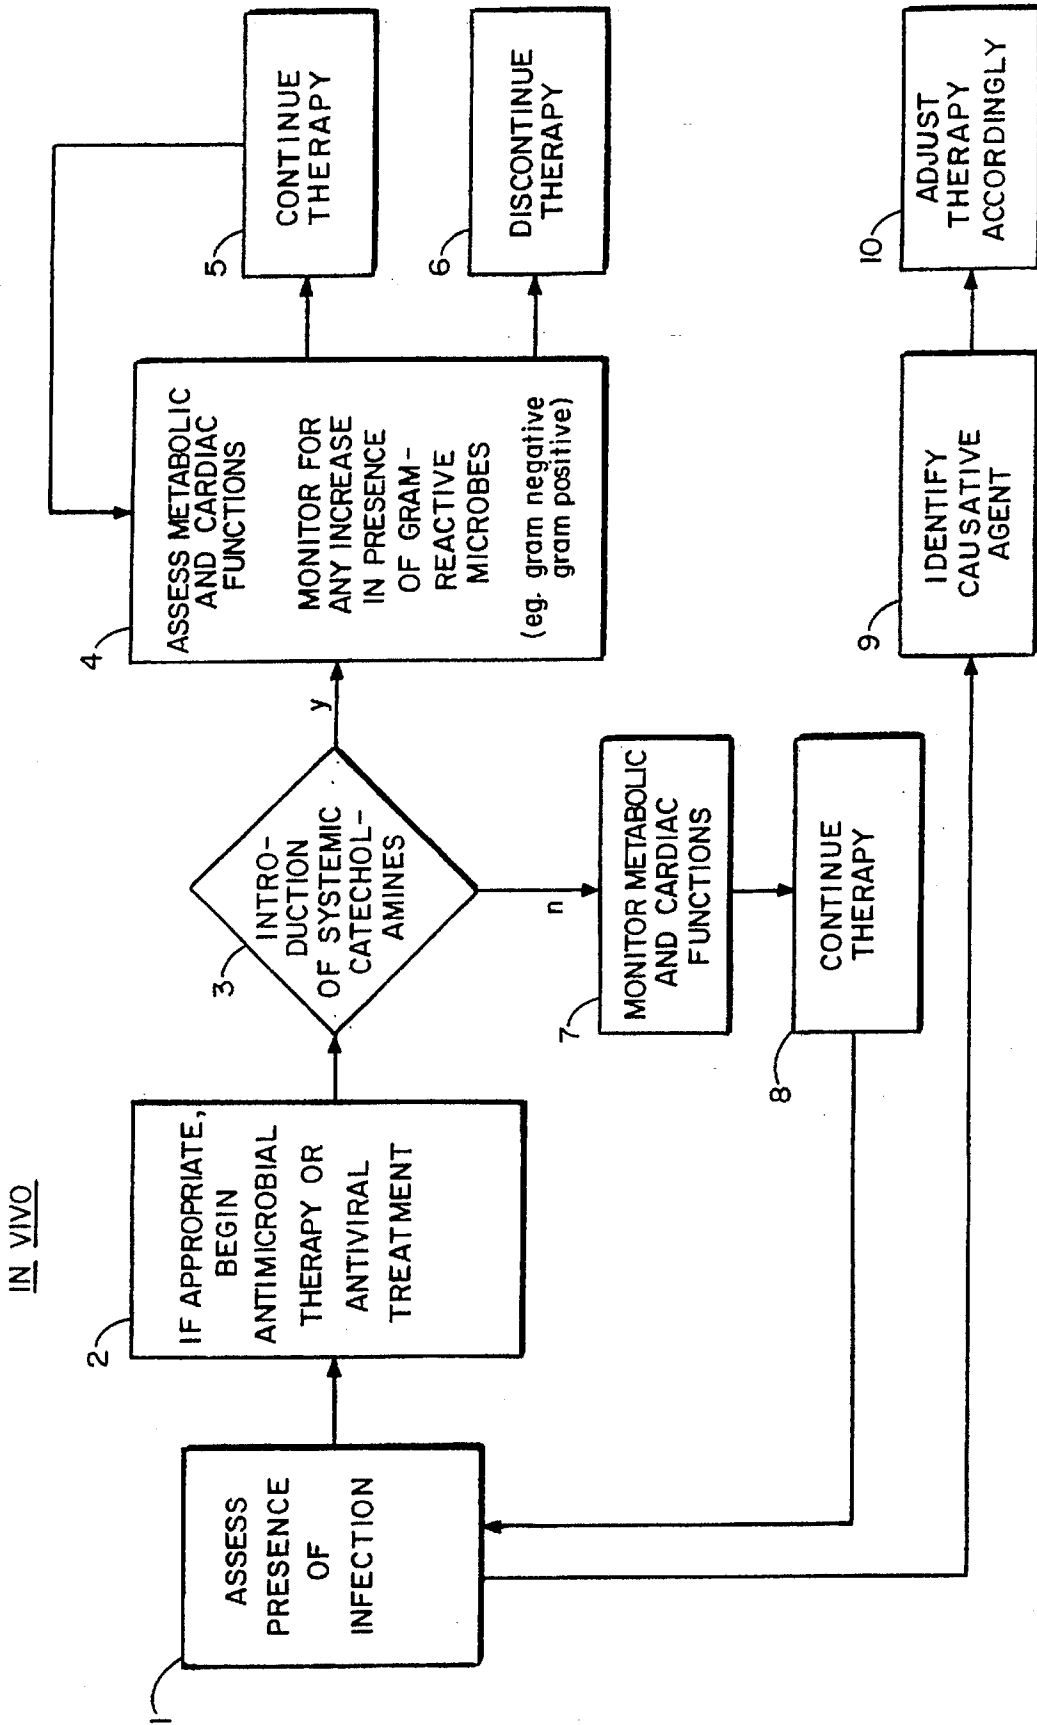 IN VIVO
1
ASSESS
PRESENCE
OF
INFECTION
2
IF APPROPRIATE,
BEGIN
ANTIMICROBIAL
THERAPY OR
ANTIVIRAL
TREATMENT
3
INTRO-
DUCTION
OF SYSTEMIC
CATECHOL-
AMINES
y
n
4
ASSESS METABOLIC
AND CARDIAC
FUNCTIONS
MONITOR FOR
ANY INCREASE
IN PRESENCE
OF GRAM-
REACTIVE
MICROBES
(eg. gram negative
gram positive)
5
CONTINUE
THERAPY
6
DISCONTINUE
THERAPY
7
MONITOR METABOLIC
AND CARDIAC
FUNCTIONS
8
CONTINUE
THERAPY
9
IDENTIFY
CAUSATIVE
AGENT
10
ADJUST
THERAPY
ACCORDINGLY